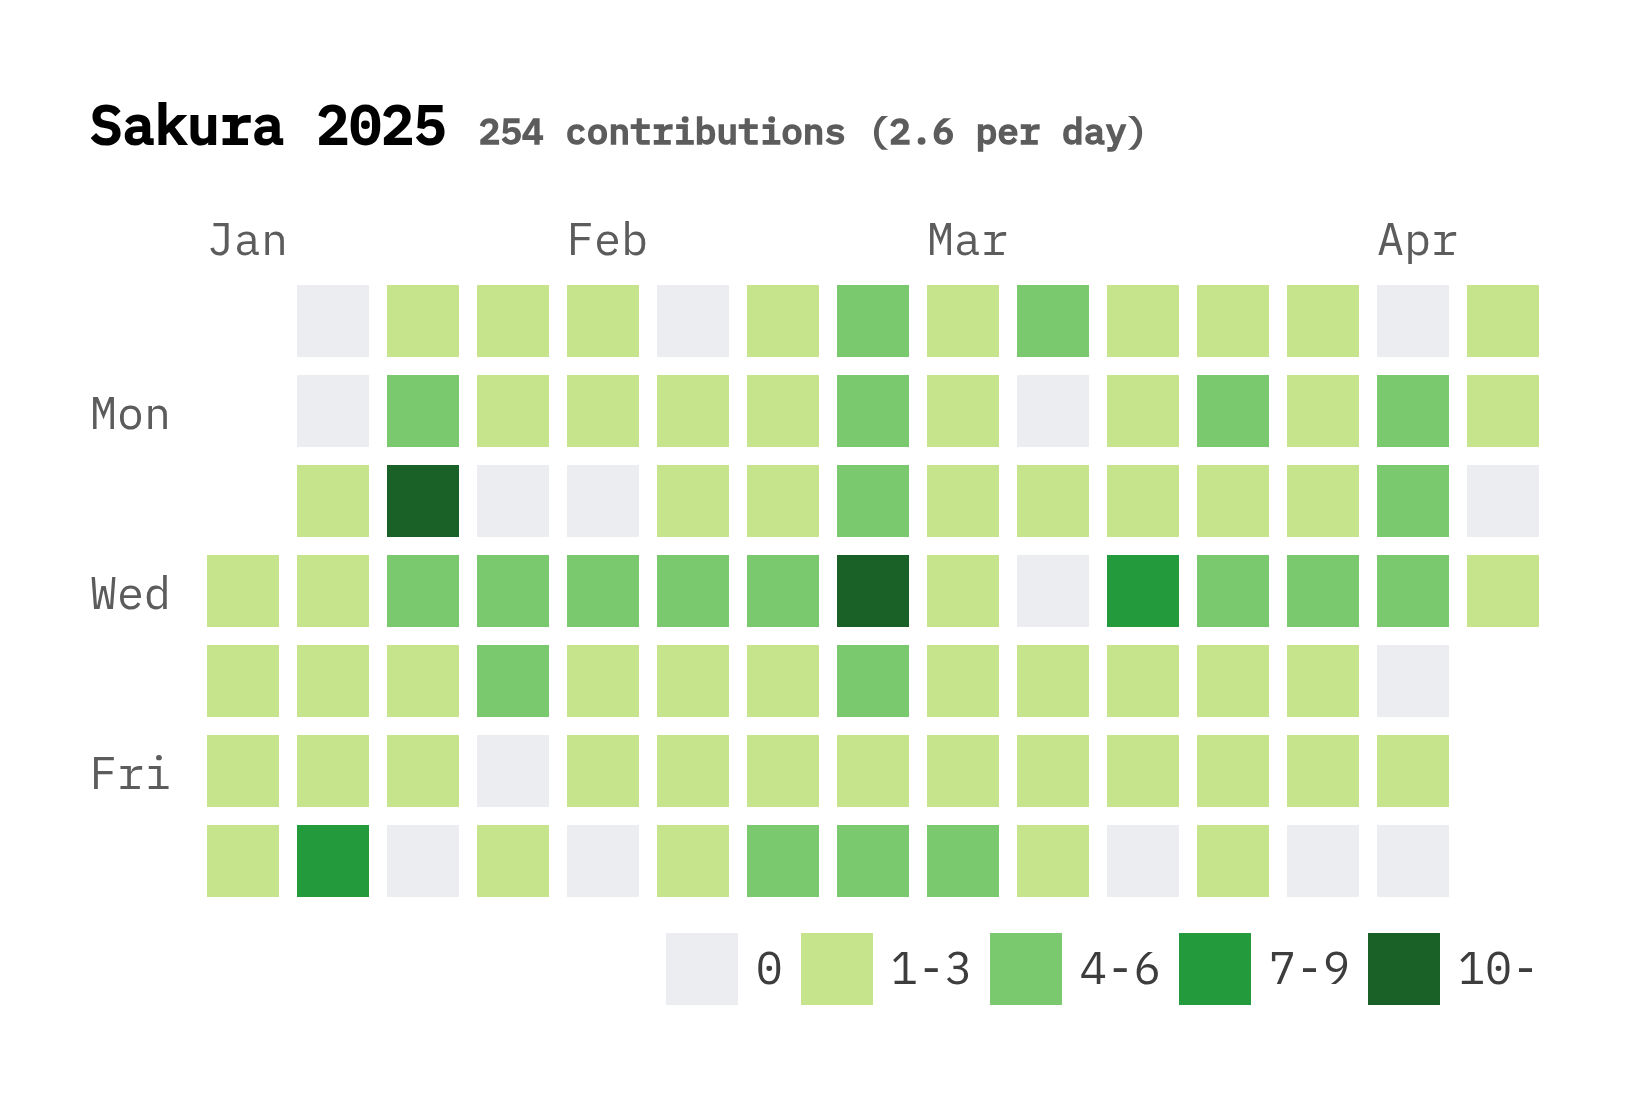 Sakura 2025 254 contributions (2.6 per day)
Jan Feb Mar Apr
Mon
Wed
Fri
0 1-3 4-6 7-9 10-